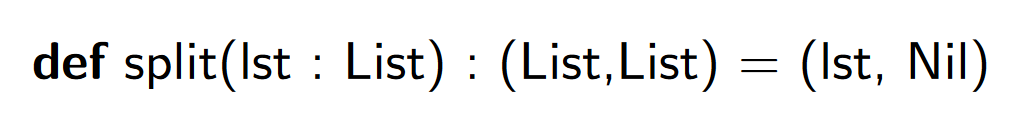 def split(lst : List) : (List,List) = (lst, Nil)